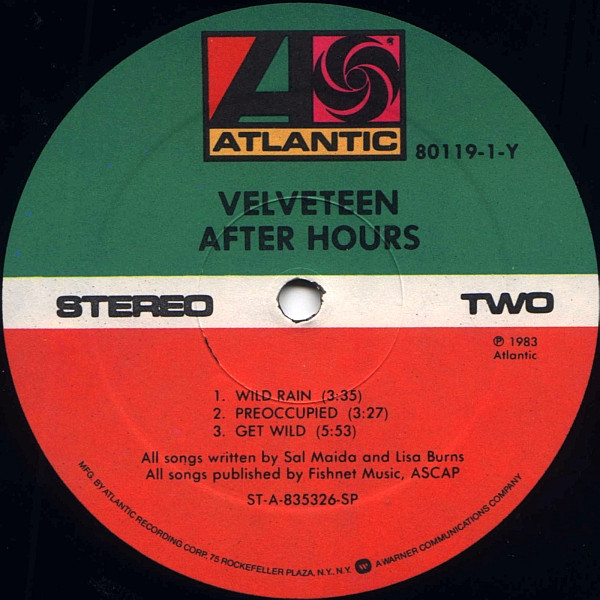 ATLANTIC
80119-1-Y
VELVETEEN
AFTER HOURS
STEREO
TWO
℗ 1983
Atlantic
1. WILD RAIN (3:35)
2. PREOCCUPIED (3:27)
3. GET WILD (5:53)
All songs written by Sal Maida and Lisa Burns
All songs published by Fishnet Music, ASCAP
ST-A-835326-SP
MFG. BY ATLANTIC RECORDING CORP., 75 ROCKEFELLER PLAZA, N.Y., N.Y. A WARNER COMMUNICATIONS COMPANY